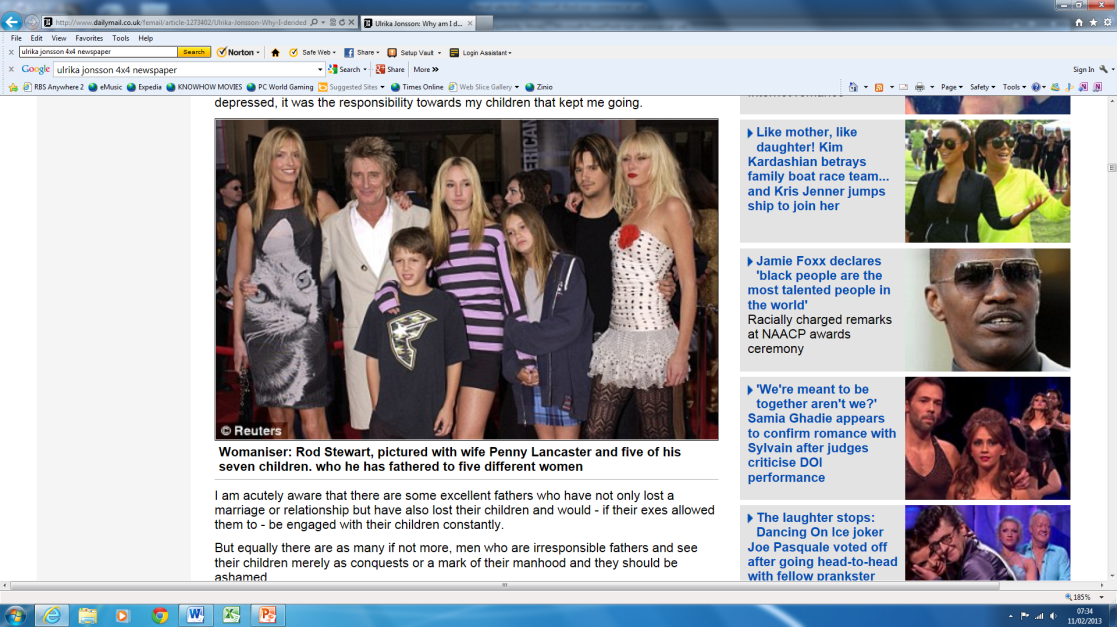 http://www.dailymail.co.uk/?email/article-1273402/Ulrika-Jonsson-Why-I-derided
Ulrika Jonsson: Why am I d...
File Edit View Favorites Tools Help
ulrika jonsson 4x4 newspaper Search Norton Safe Web Share Setup Vault Login Assistant
Google ulrika jonsson 4x4 newspaper Search Share More » Sign In
RBS Anywhere 2 eMusic Expedia KNOWHOW MOVIES PC World Gaming Suggested Sites Times Online Web Slice Gallery Zinio Page Safety Tools
depressed, it was the responsibility towards my children that kept me going.
© Reuters
Womaniser: Rod Stewart, pictured with wife Penny Lancaster and five of his
seven children. who he has fathered to five different women
I am acutely aware that there are some excellent fathers who have not only lost a
marriage or relationship but have also lost their children and would - if their exes allowed
them to - be engaged with their children constantly.
But equally there are as many if not more, men who are irresponsible fathers and see
their children merely as conquests or a mark of their manhood and they should be
ashamed
Like mother, like
daughter! Kim
Kardashian betrays
family boat race team...
and Kris Jenner jumps
ship to join her
Jamie Foxx declares
'black people are the
most talented people in
the world'
Racially charged remarks
at NAACP awards
ceremony
'We're meant to be
together aren't we?'
Samia Ghadie appears
to confirm romance with
Sylvain after judges
criticise DOI
performance
The laughter stops:
Dancing On Ice joker
Joe Pasquale voted off
after going head-to-head
with fellow prankster
185%
07:34
11/02/2013